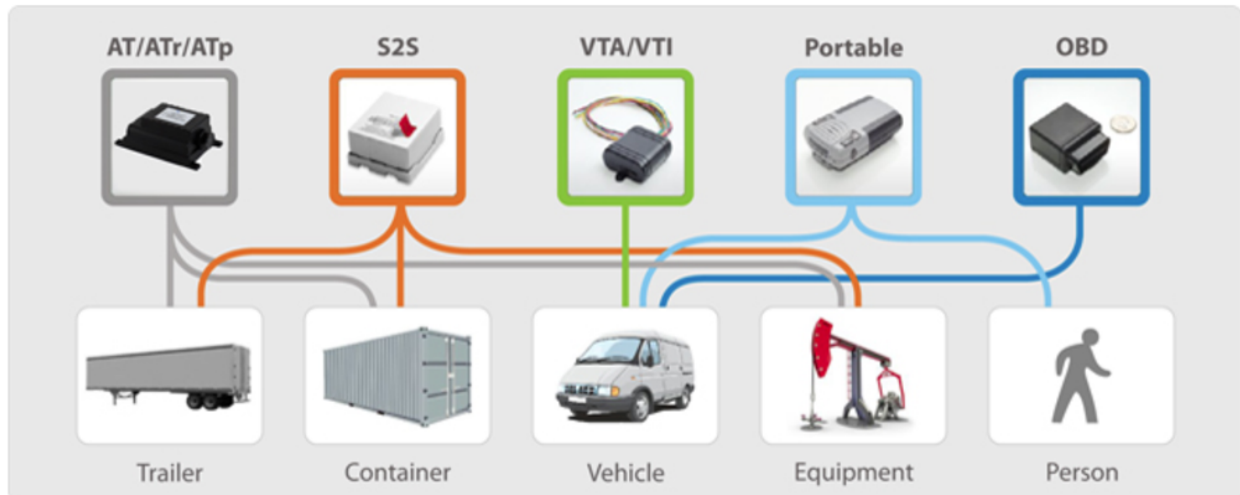 AT/ATr/ATp
S2S
VTA/VTI
Portable
OBD
Trailer
Container
Vehicle
Equipment
Person